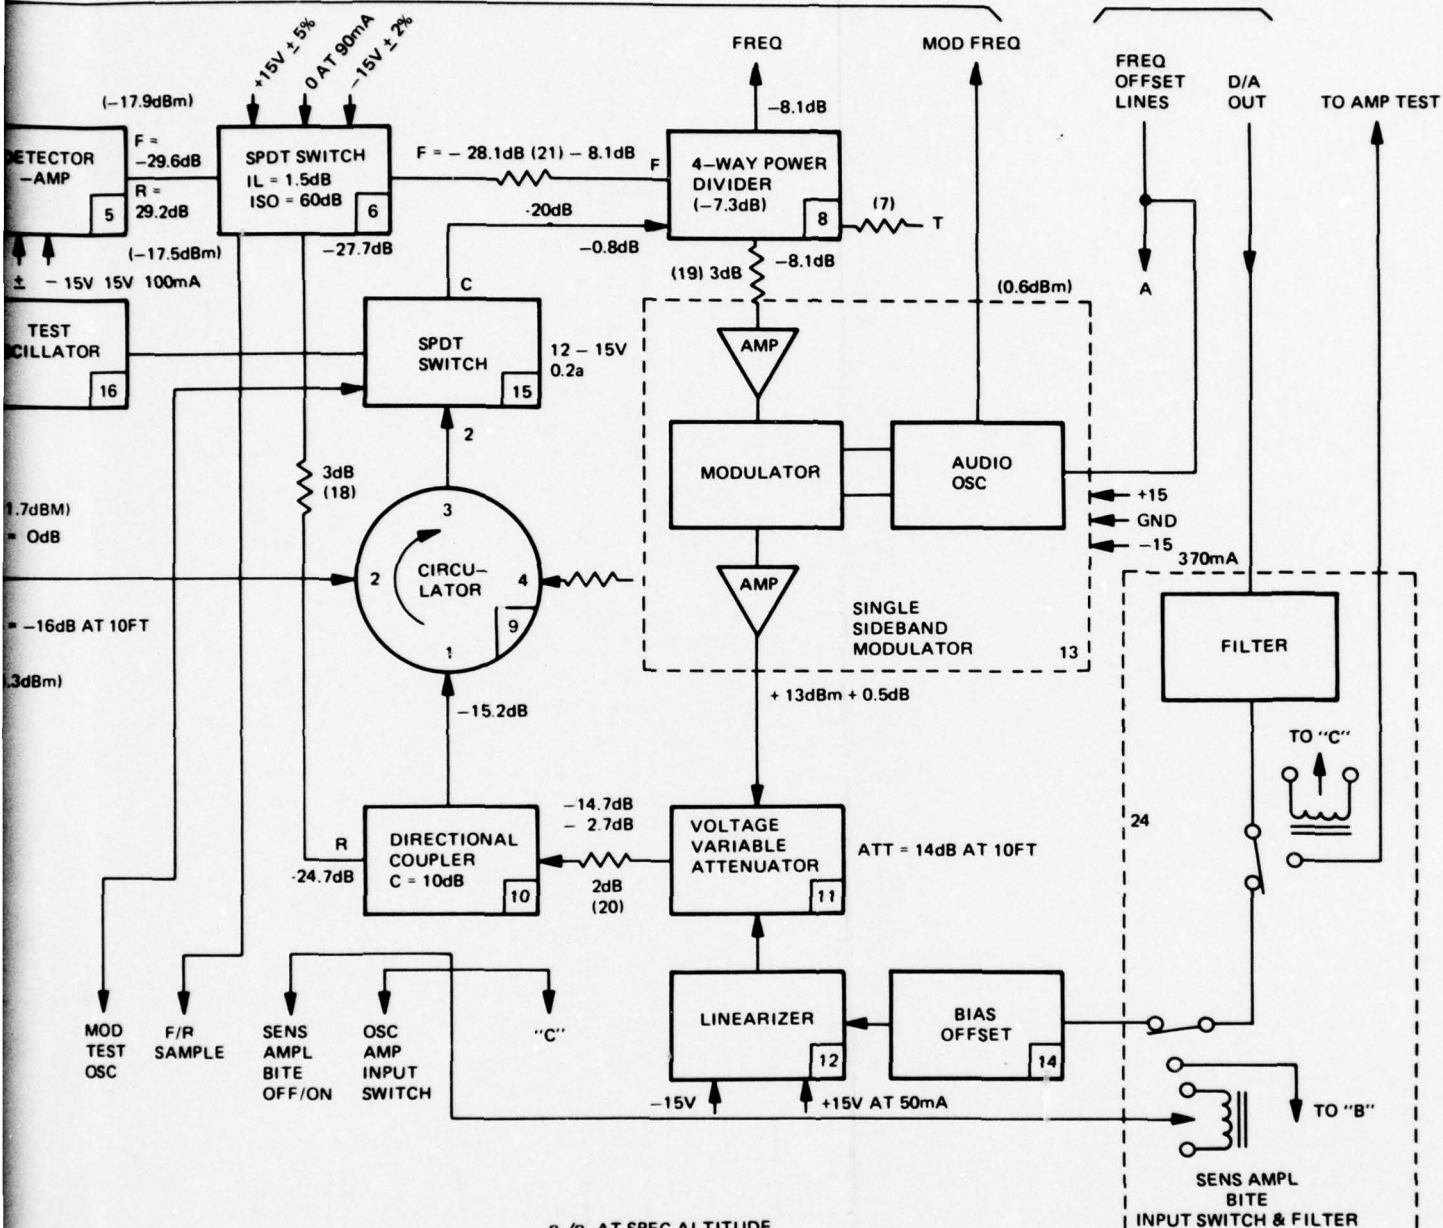 FREQ
MOD FREQ
FREQ
OFFSET
LINES
D/A
OUT
TO AMP TEST
+15V ± 5%
0 AT 90mA
−15V ± 2%
(−17.9dBm)
−8.1dB
DETECTOR
−AMP
5
F =
−29.6dB
R =
29.2dB
(−17.5dBm)
SPDT SWITCH
IL = 1.5dB
ISO = 60dB
6
F = − 28.1dB (21) − 8.1dB
F
4−WAY POWER
DIVIDER
(−7.3dB)
8
(7)
T
-20dB
−0.8dB
−27.7dB
± − 15V 15V 100mA
C
(19) 3dB
−8.1dB
(0.6dBm)
A
TEST
CILLATOR
16
SPDT
SWITCH
15
12 − 15V
0.2a
AMP
2
3dB
(18)
MODULATOR
AUDIO
OSC
+15
GND
−15
370mA
1.7dBM)
= 0dB
3
2
CIRCU−
LATOR
4
9
1
AMP
SINGLE
SIDEBAND
MODULATOR
13
FILTER
= −16dB AT 10FT
.3dBm)
−15.2dB
+ 13dBm + 0.5dB
TO "C"
24
R
-24.7dB
DIRECTIONAL
COUPLER
C = 10dB
10
−14.7dB
− 2.7dB
2dB
(20)
VOLTAGE
VARIABLE
ATTENUATOR
11
ATT = 14dB AT 10FT
MOD
TEST
OSC
F/R
SAMPLE
SENS
AMPL
BITE
OFF/ON
OSC
AMP
INPUT
SWITCH
"C"
LINEARIZER
12
BIAS
OFFSET
14
−15V
+15V AT 50mA
TO "B"
SENS AMPL
BITE
INPUT SWITCH & FILTER
AT SPEC ALTITUDE